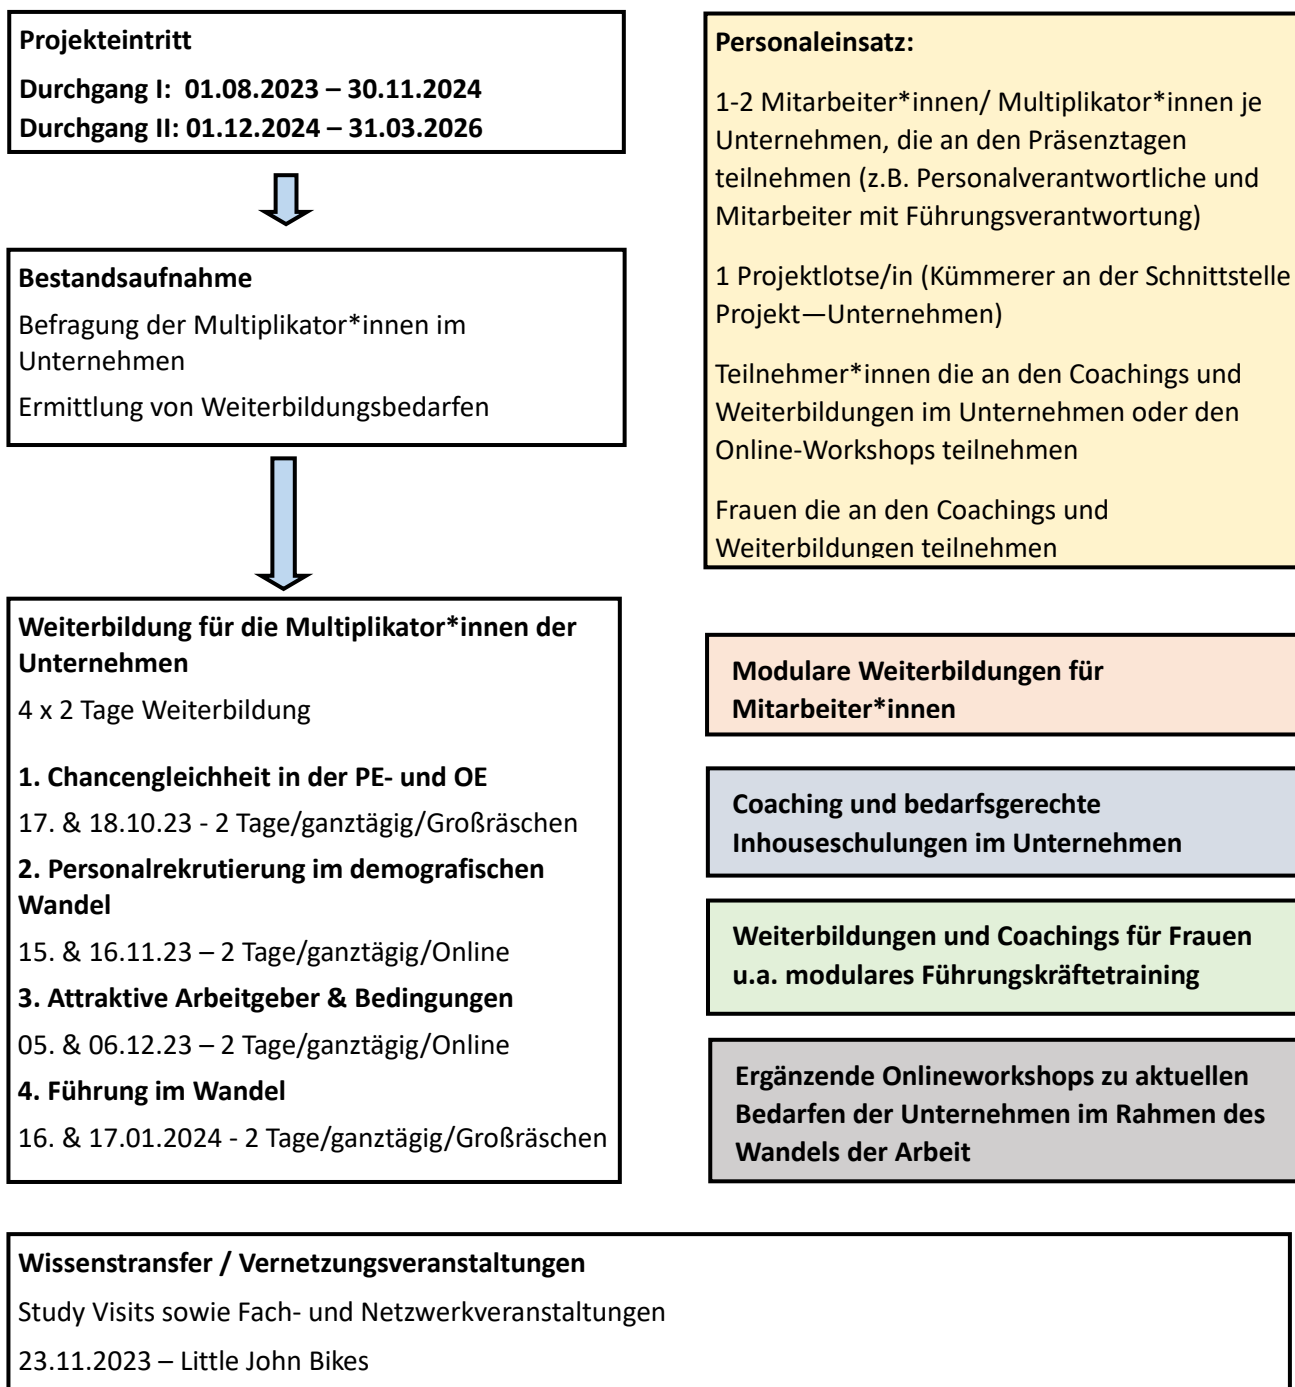 Projekteintritt
Durchgang I: 01.08.2023 – 30.11.2024
Durchgang II: 01.12.2024 – 31.03.2026
Bestandsaufnahme
Befragung der Multiplikator*innen im
Unternehmen
Ermittlung von Weiterbildungsbedarfen
Weiterbildung für die Multiplikator*innen der
Unternehmen
4 x 2 Tage Weiterbildung
1. Chancengleichheit in der PE- und OE
17. & 18.10.23 - 2 Tage/ganztägig/Großräschen
2. Personalrekrutierung im demografischen
Wandel
15. & 16.11.23 – 2 Tage/ganztägig/Online
3. Attraktive Arbeitgeber & Bedingungen
05. & 06.12.23 – 2 Tage/ganztägig/Online
4. Führung im Wandel
16. & 17.01.2024 - 2 Tage/ganztägig/Großräschen
Personaleinsatz:
1-2 Mitarbeiter*innen/ Multiplikator*innen je
Unternehmen, die an den Präsenztagen
teilnehmen (z.B. Personalverantwortliche und
Mitarbeiter mit Führungsverantwortung)
1 Projektlotse/in (Kümmerer an der Schnittstelle
Projekt—Unternehmen)
Teilnehmer*innen die an den Coachings und
Weiterbildungen im Unternehmen oder den
Online-Workshops teilnehmen
Frauen die an den Coachings und
Weiterbildungen teilnehmen
Modulare Weiterbildungen für
Mitarbeiter*innen
Coaching und bedarfsgerechte
Inhouseschulungen im Unternehmen
Weiterbildungen und Coachings für Frauen
u.a. modulares Führungskräftetraining
Ergänzende Onlineworkshops zu aktuellen
Bedarfen der Unternehmen im Rahmen des
Wandels der Arbeit
Wissenstransfer / Vernetzungsveranstaltungen
Study Visits sowie Fach- und Netzwerkveranstaltungen
23.11.2023 – Little John Bikes